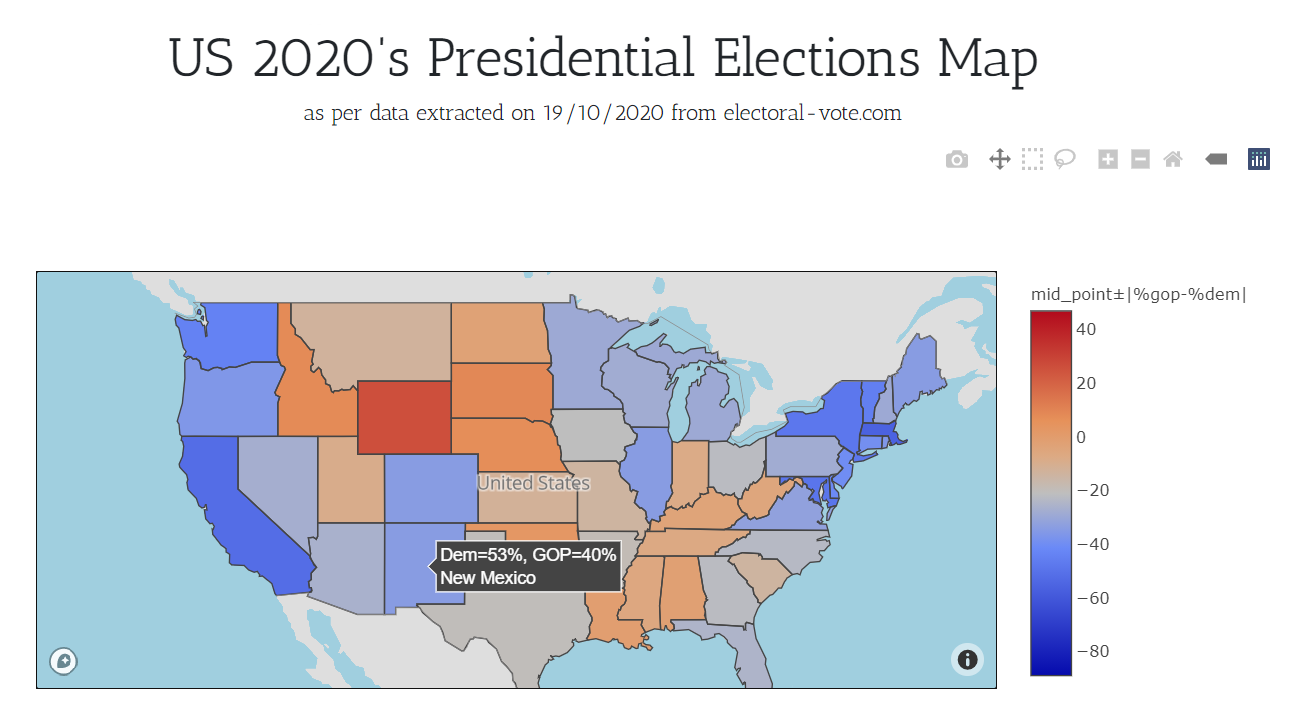 US 2020's Presidential Elections Map
as per data extracted on 19/10/2020 from electoral-vote.com
mid_point±|%gop-%dem|
40
20
0
−20
−40
−60
−80
United States
Dem=53%, GOP=40%
New Mexico